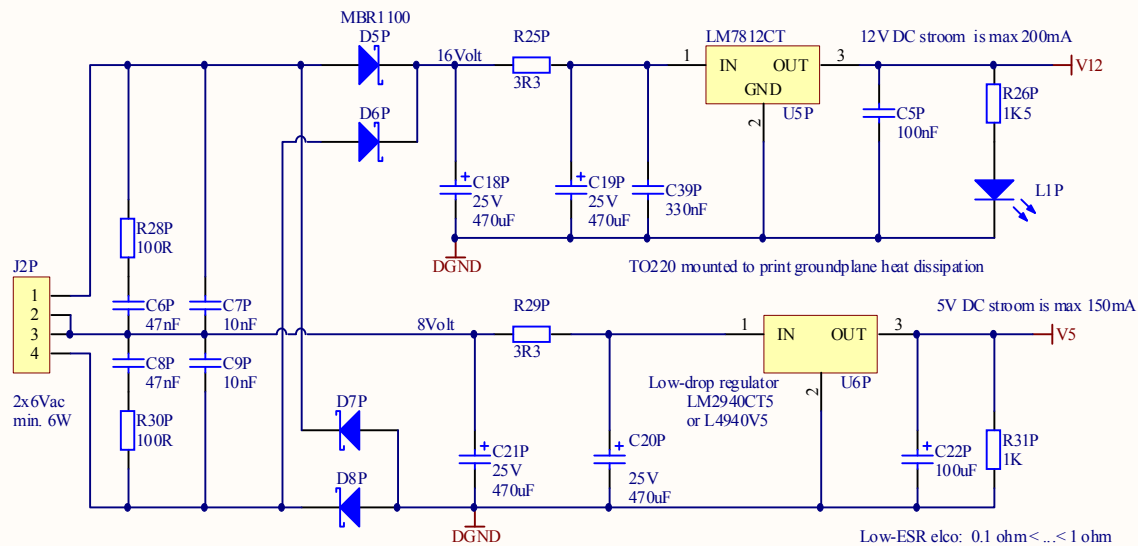 MBR1100
D5P
16Volt
R25P
3R3
LM7812CT
1
IN
OUT
3
GND
2
U5P
12V DC stroom is max 200mA
V12
D6P
C18P
25V
470uF
C19P
25V
470uF
C39P
330nF
C5P
100nF
R26P
1K5
L1P
DGND
TO220 mounted to print groundplane heat dissipation
R28P
100R
J2P
1
2
3
4
C6P
47nF
C7P
10nF
C8P
47nF
C9P
10nF
2x6Vac
min. 6W
R30P
100R
8Volt
R29P
3R3
1
IN
OUT
3
2
U6P
5V DC stroom is max 150mA
V5
Low-drop regulator
LM2940CT5
or L4940V5
D7P
D8P
C21P
25V
470uF
C20P
25V
470uF
C22P
100uF
R31P
1K
DGND
Low-ESR elco: 0.1 ohm < ...< 1 ohm